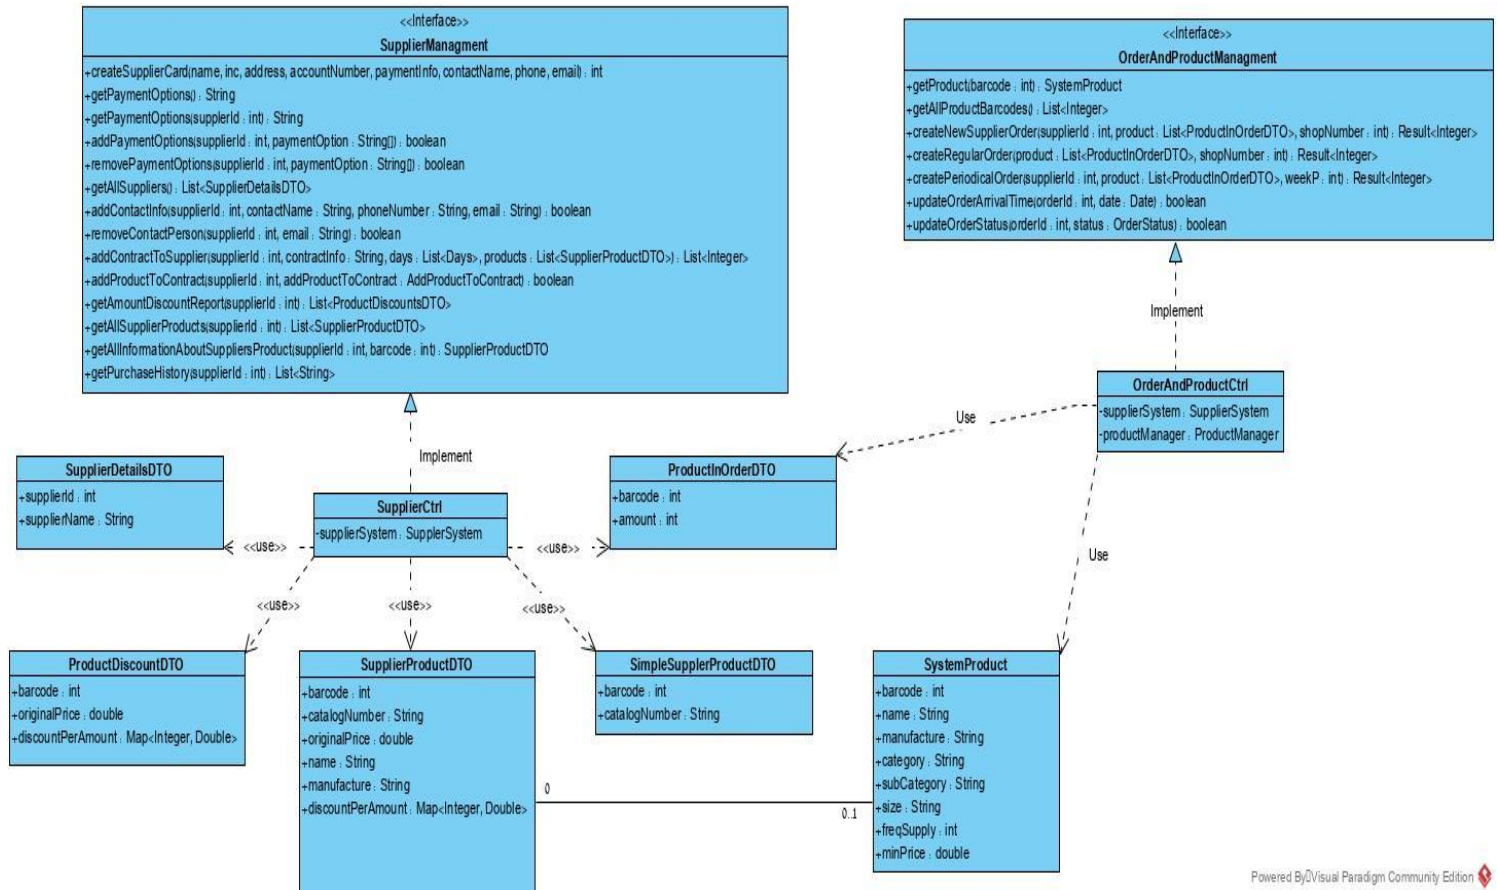 <<Interface>>
SupplierManagment
+createSupplierCard(name, inc, address, accountNumber, paymentInfo, contactName, phone, email) : int
+getPaymentOptions() : String
+getPaymentOptions(supplerId : int) : String
+addPaymentOptions(supplierId : int, paymentOption : String[]) : boolean
+removePaymentOptions(supplierId : int, paymentOption : String[]) : boolean
+getAllSuppliers() : List<SupplierDetailsDTO>
+addContactInfo(supplierId : int, contactName : String, phoneNumber : String, email : String) : boolean
+removeContactPerson(supplierId : int, email : String) : boolean
+addContractToSupplier(supplierId : int, contractInfo : String, days : List<Days>, products : List<SupplierProductDTO>) : List<Integer>
+addProductToContract(supplierId : int, addProductToContract : AddProductToContract) : boolean
+getAmountDiscountReport(supplierId : int) : List<ProductDiscountsDTO>
+getAllSupplierProducts(supplierId : int) : List<SupplierProductDTO>
+getAllInformationAboutSuppliersProduct(supplierId : int, barcode : int) : SupplierProductDTO
+getPurchaseHistory(supplierId : int) : List<String>
<<Interface>>
OrderAndProductManagment
+getProduct(barcode : int) : SystemProduct
+getAllProductBarcodes() : List<Integer>
+createNewSupplierOrder(supplierId : int, product : List<ProductInOrderDTO>, shopNumber : int) : Result<Integer>
+createRegularOrder(product : List<ProductInOrderDTO>, shopNumber : int) : Result<Integer>
+createPeriodicalOrder(supplierId : int, product : List<ProductInOrderDTO>, weekP : int) : Result<Integer>
+updateOrderArrivalTime(orderId : int, date : Date) : boolean
+updateOrderStatus(orderId : int, status : OrderStatus) : boolean
Implement
OrderAndProductCtrl
-supplierSystem : SupplierSystem
-productManager : ProductManager
Use
Implement
SupplierDetailsDTO
+supplierId : int
+supplierName : String
SupplierCtrl
-supplierSystem : SupplerSystem
ProductInOrderDTO
+barcode : int
+amount : int
<<use>>
<<use>>
Use
<<use>>
<<use>>
<<use>>
ProductDiscountDTO
+barcode : int
+originalPrice : double
+discountPerAmount : Map<Integer, Double>
SupplierProductDTO
+barcode : int
+catalogNumber : String
+originalPrice : double
+name : String
+manufacture : String
+discountPerAmount : Map<Integer, Double>
SimpleSupplerProductDTO
+barcode : int
+catalogNumber : String
SystemProduct
+barcode : int
+name : String
+manufacture : String
+category : String
+subCategory : String
+size : String
+freqSupply : int
+minPrice : double
0
0..1
Powered By Visual Paradigm Community Edition